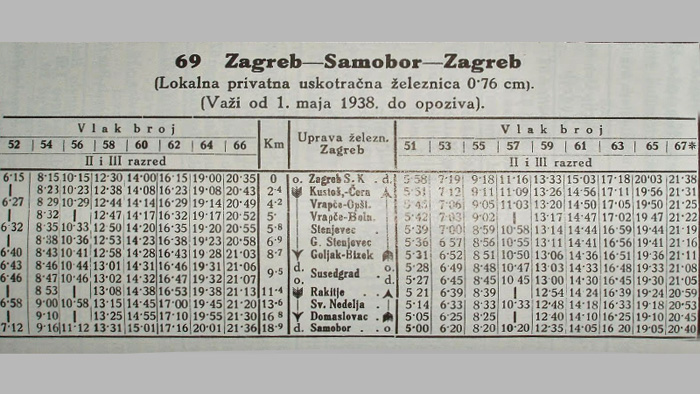 69 Zagreb—Samobor—Zagreb
(Lokalna privatna uskotračna željeznica 0·76 cm).
(Važi od 1. maja 1938. do opoziva).
Vlak broj Km Uprava željezn. Zagreb Vlak broj
52 54 56 58 60 62 64 66 51 53 55 57 59 61 63 65 67*
II i III razred II i III razred
6·15 8·15 10·15 12·30 14·00 16·15 19·00 20·35 0 o. Zagreb S. K. d. 5·58 7·19 9·18 11·16 13·33 15·03 17·18 20·03 21·38
| 8·23 10·23 12·38 14·08 16·23 19·08 20·43 2·4 Kustoš.-Čera 5·51 7·12 9·11 11·09 13·26 14·56 17·11 19·56 21·31
6·27 8·29 10·29 12·44 14·14 16·29 19·14 20·49 4·2 Vrapče-Opšt. 7·06 9·05 11·03 13·20 14·50 17·05 19·50 21·25
| 8·32 | 12·47 14·17 16·32 19·17 20·52 5· Vrapče-Boln. 5·42 7·03 9·02 | 13·17 14·47 17·02 19·47 21·22
6·32 8·35 10·33 12·50 14·20 16·35 19·20 20·55 5·8 Stenjevec 5·39 7·00 8·59 10·58 13·14 14·44 16·59 19·44 21·19
| 8·38 10·36 12·53 14·23 16·38 19·23 20·58 6·9 G. Stenjevec 5·36 6·57 8·56 10·55 13·11 14·41 16·56 19·41 21·16
6·40 8·43 10·41 12·58 14·28 16·43 19·28 21·03 8·7 Goljak-Bizek 5·31 6·52 8·51 10·50 13·06 14·36 16·51 19·36 21·11
6·43 8·46 10·44 13·01 14·31 16·46 19·31 21·06 9·5 d. Susedgrad o. 5·28 6·49 8·48 10·47 13·03 14·33 16·48 19·33 21·08
6·46 8·47 10·46 13·02 14·32 16·47 19·32 21·07 o. d. 5·27 6·45 8·45 10·45 13·00 14·30 16·45 19·30 21·05
| 8·53 | 13·08 14·38 16·53 19·38 21·13 11·4 Rakitje 5·21 6·39 8·39 | 12·54 14·24 16·39 19·24 20·59
6·58 9·00 10·58 13·15 14·45 17·00 19·45 21·20 13·6 Sv. Nedelja 5·14 6·33 8·33 10·33 12·48 14·16 16·33 19·18 20·53
| 9·10 | 13·25 14·55 17·10 19·55 21·30 16·8 Domaslovac 5·05 6·25 8·25 | 12·40 14·10 16·25 19·10 20·45
7·12 9·16 11·12 13·31 15·01 17·16 20·01 21·36 18·9 d. Samobor o 5·00 6·20 8·20 10·20 12·35 14·05 16·20 19·05 20·40